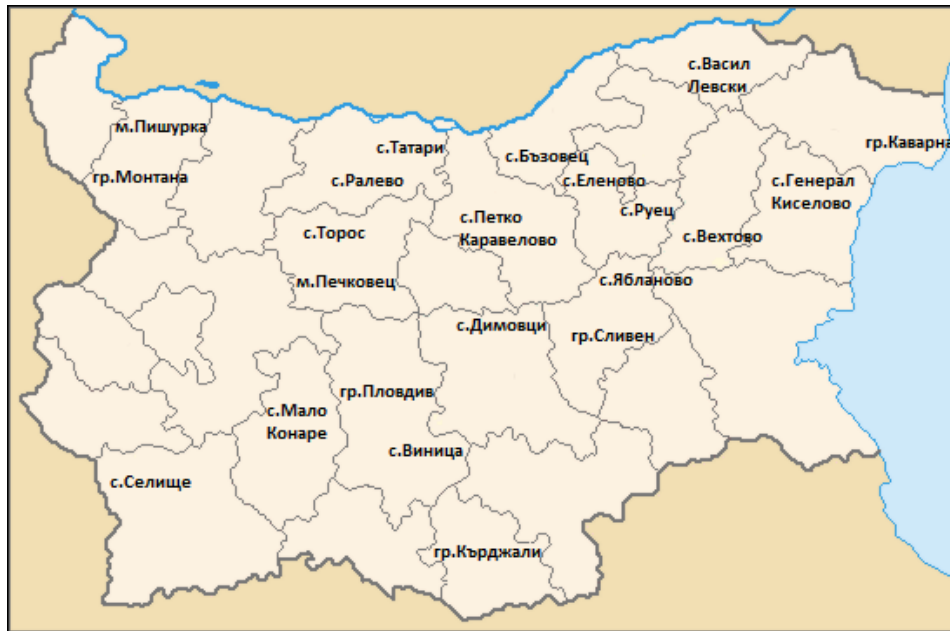 с.Васил
Левски
м.Пишурка
гр.Каварна
с.Татари
с.Бъзовец
гр.Монтана
с.Ралево
с.Еленово
с.Генерал
Киселово
с.Руец
с.Петко
Каравелово
с.Торос
с.Вехтово
м.Печковец
с.Ябланово
с.Димовци
гр.Сливен
гр.Пловдив
с.Мало
Конаре
с.Виница
с.Селище
гр.Кърджали